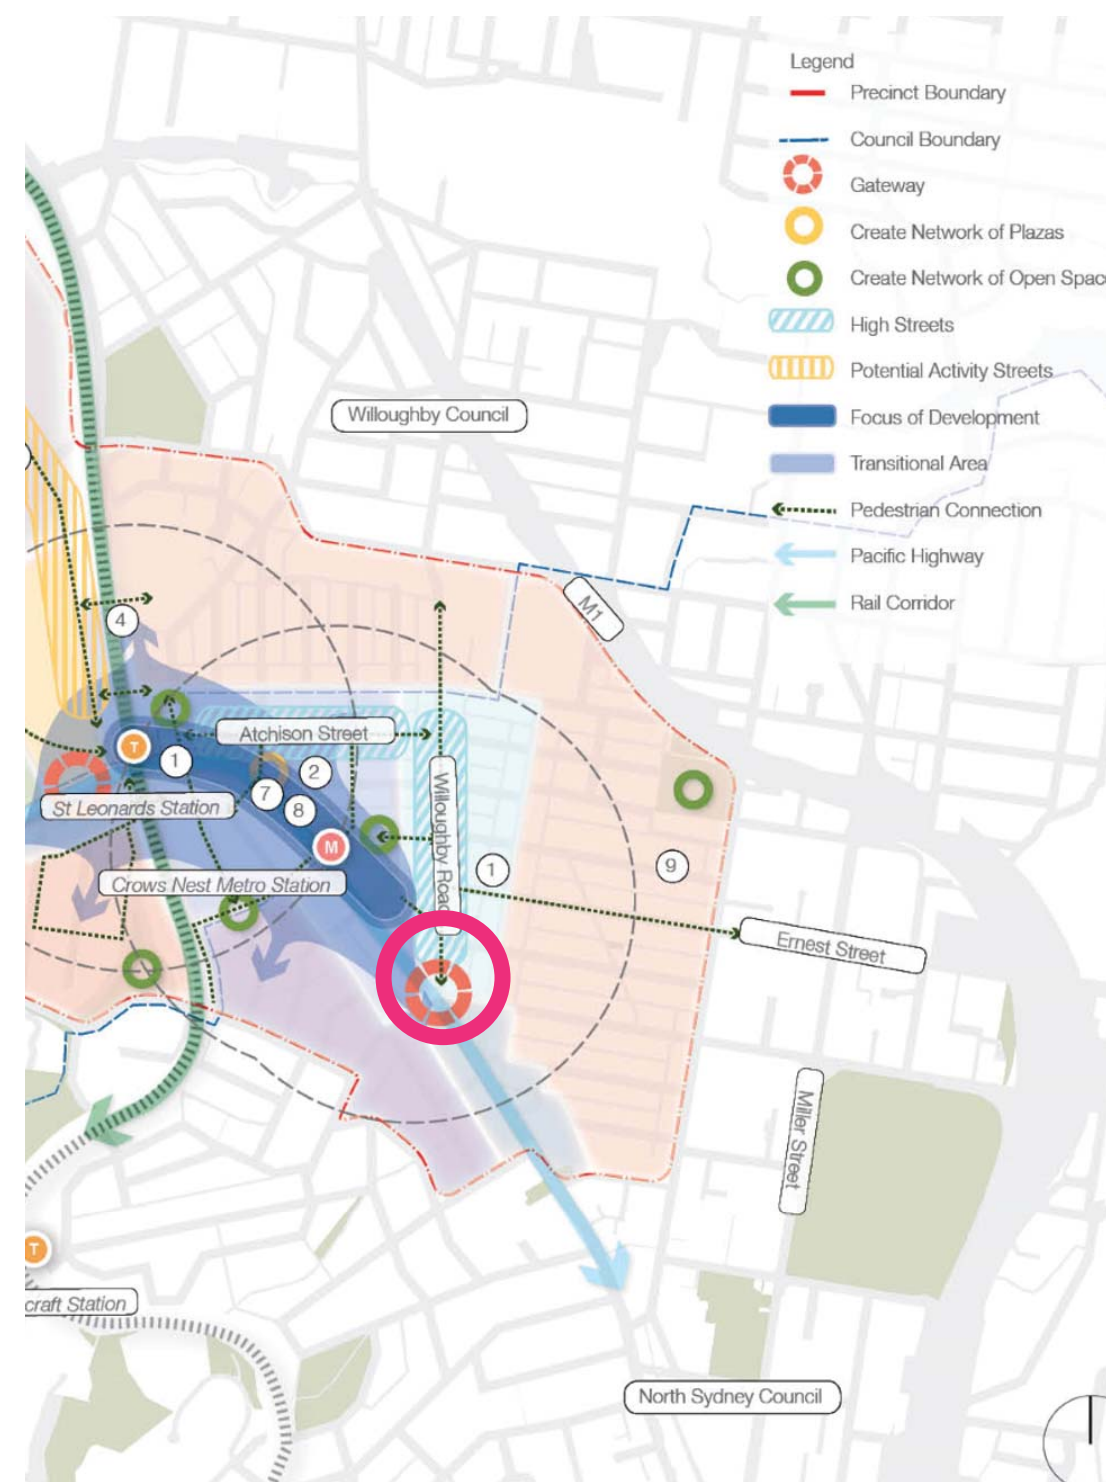 Legend
Precinct Boundary
Council Boundary
Gateway
Create Network of Plazas
Create Network of Open Space
High Streets
Potential Activity Streets
Focus of Development
Transitional Area
Pedestrian Connection
Pacific Highway
Rail Corridor
Willoughby Council
M1
4
Atchison Street
T
1
2
7
8
St Leonards Station
M
Willoughby Road
1
9
Crows Nest Metro Station
Ernest Street
Miller Street
T
craft Station
North Sydney Council